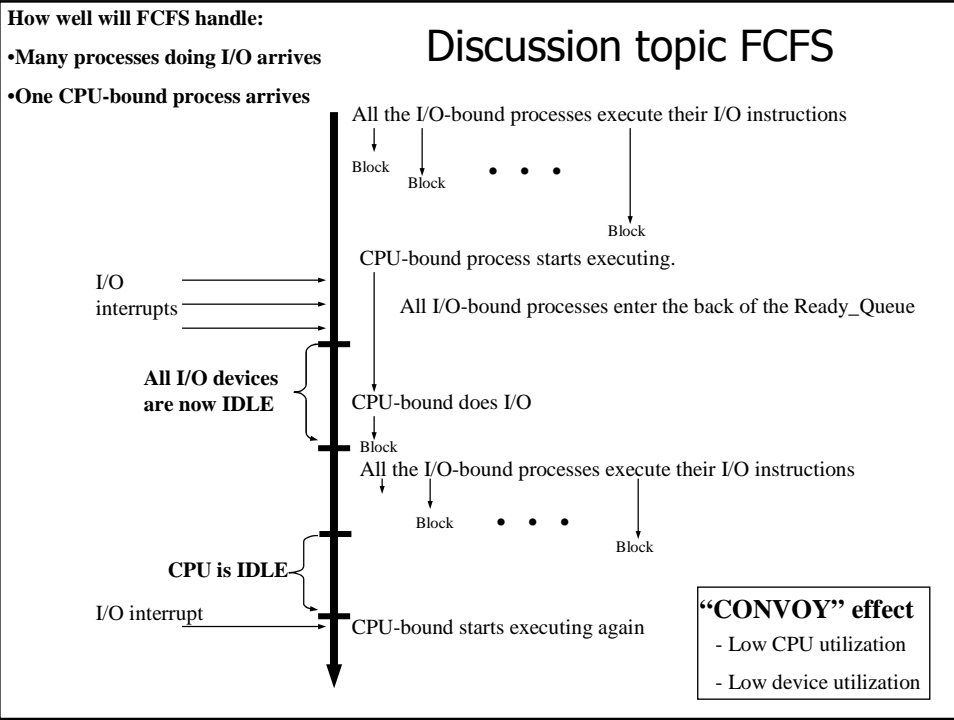 How well will FCFS handle:
•Many processes doing I/O arrives
•One CPU-bound process arrives
Discussion topic FCFS
All the I/O-bound processes execute their I/O instructions
Block
Block
• • •
Block
CPU-bound process starts executing.
I/O
interrupts
All I/O-bound processes enter the back of the Ready_Queue
All I/O devices
are now IDLE
CPU-bound does I/O
Block
All the I/O-bound processes execute their I/O instructions
Block
• • •
Block
CPU is IDLE
I/O interrupt
CPU-bound starts executing again
“CONVOY” effect
- Low CPU utilization
- Low device utilization